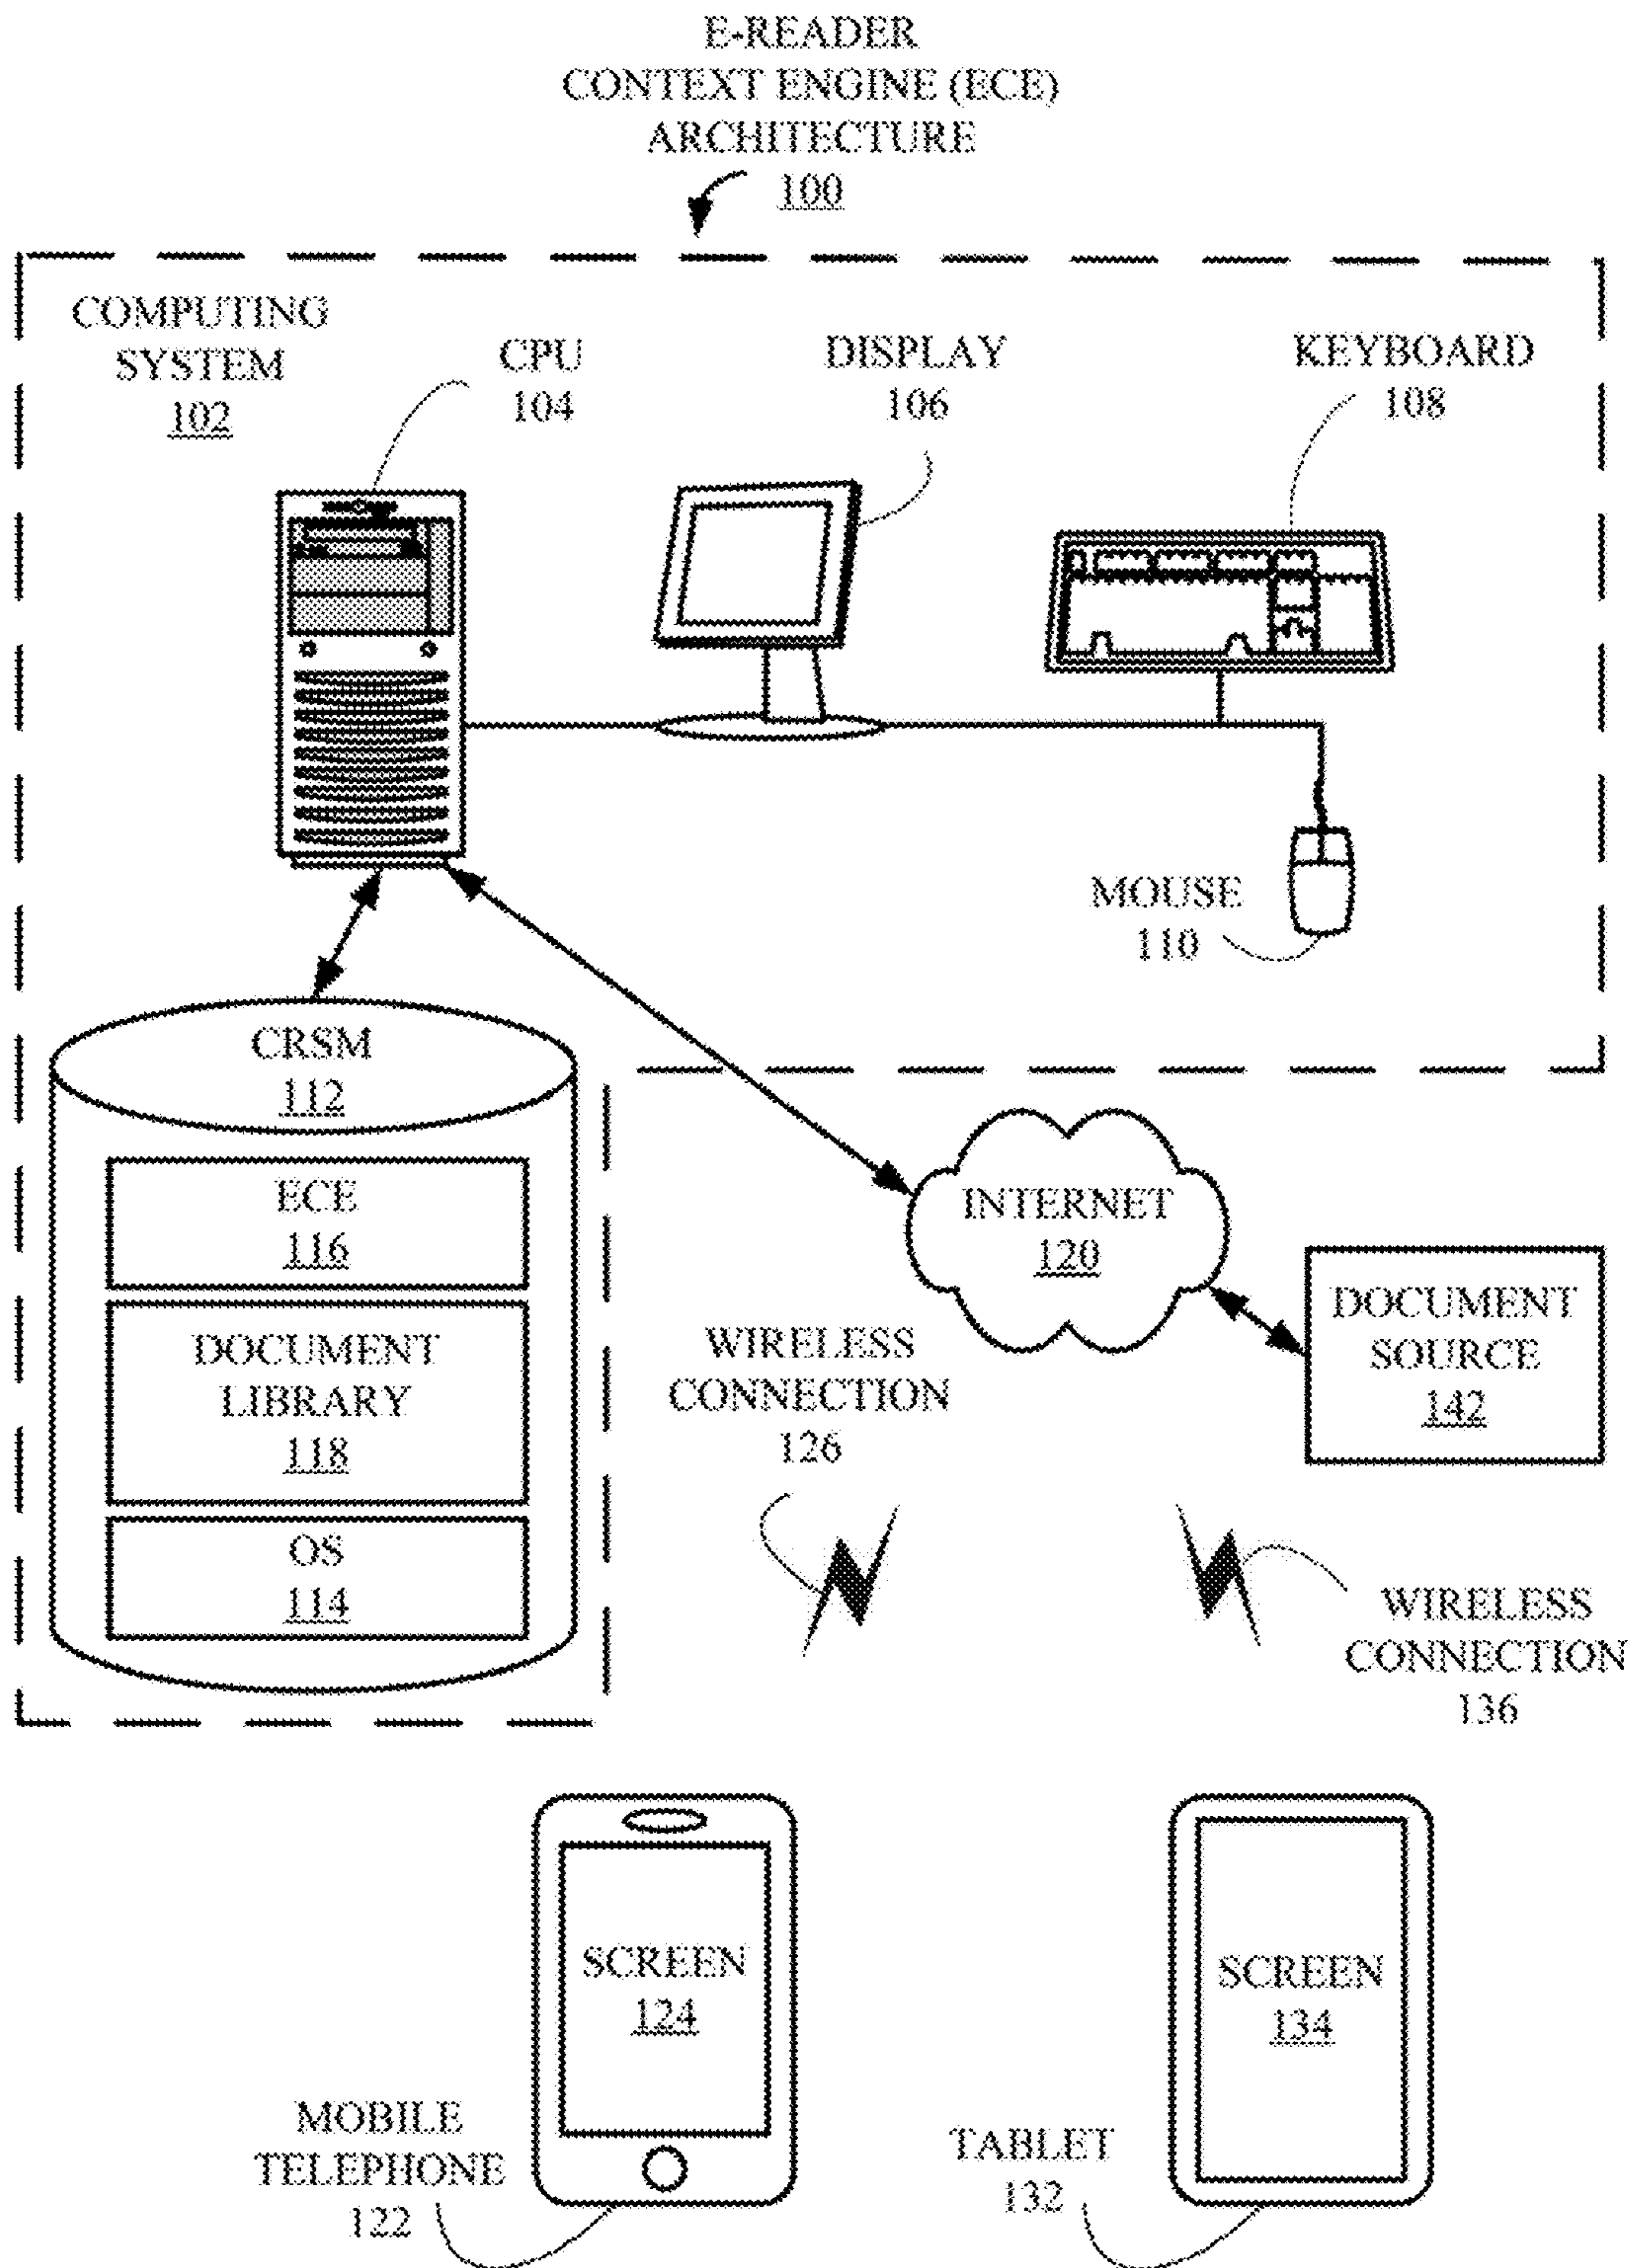 E-READER
CONTEXT ENGINE (ECE)
ARCHITECTURE
100
COMPUTING
SYSTEM
102
CPU
104
DISPLAY
106
KEYBOARD
108
MOUSE
110
CRSM
112
ECE
116
DOCUMENT
LIBRARY
118
OS
114
INTERNET
120
DOCUMENT
SOURCE
142
WIRELESS
CONNECTION
126
WIRELESS
CONNECTION
136
SCREEN
124
MOBILE
TELEPHONE
122
SCREEN
134
TABLET
132